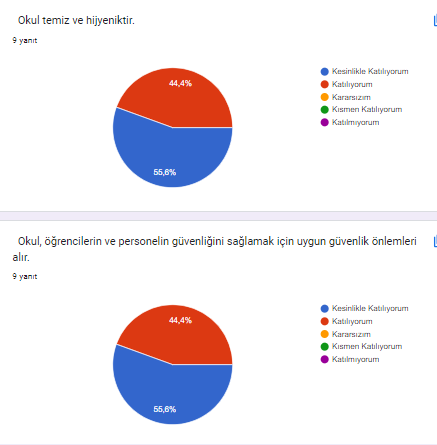 Okul temiz ve hijyeniktir.
9 yanıt
44,4%
55,6%
Kesinlikle Katılıyorum
Katılıyorum
Kararsızım
Kısmen Katılıyorum
Katılmıyorum
Okul, öğrencilerin ve personelin güvenliğini sağlamak için uygun güvenlik önlemleri
alır.
9 yanıt
44,4%
55,6%
Kesinlikle Katılıyorum
Katılıyorum
Kararsızım
Kısmen Katılıyorum
Katılmıyorum